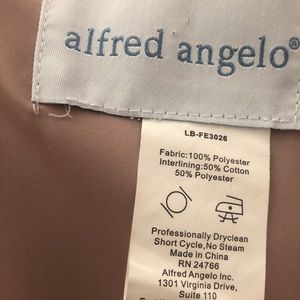 alfred angelo®
LB-FE3026
Fabric:100% Polyester
Interlining:50% Cotton
50% Polyester
Professionally Dryclean
Short Cycle,No Steam
Made in China
RN 24766
Alfred Angelo Inc.
1301 Virginia Drive,
Suite 110